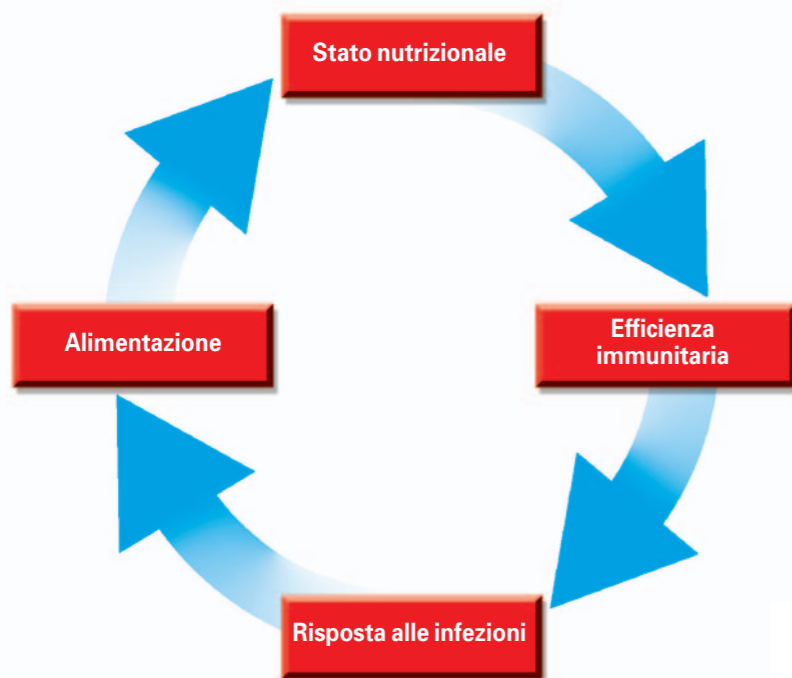 Stato nutrizionale
Alimentazione
Efficienza
immunitaria
Risposta alle infezioni